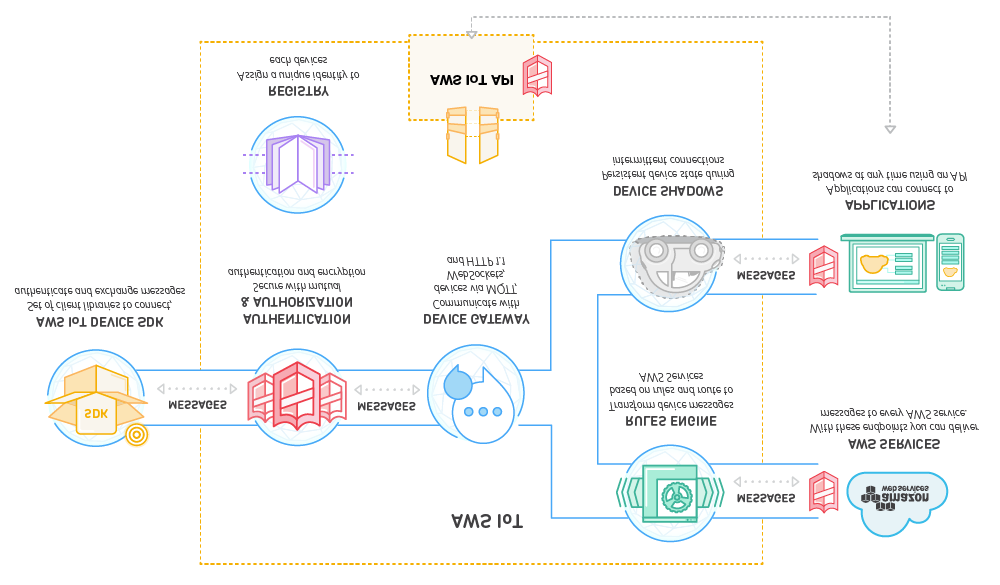 AWS IoT
amazon
web services
MESSAGES
RULES ENGINE
Transform device messages
based on rules and route to
AWS Services
AWS SERVICES
With these endpoints you can deliver
messages to every AWS service.
SDK
MESSAGES
MESSAGES
AWS IoT DEVICE SDK
Set of client libraries to connect,
authenticate and exchange messages
AUTHENTICATION
& AUTHORIZATION
Secure with mutual
authentication and encryption
DEVICE GATEWAY
Communicate with
devices via MQTT,
WebSockets,
and HTTP 1.1
MESSAGES
DEVICE SHADOWS
Persistent device state during
intermittent connections
APPLICATIONS
Applications can connect to
shadows at any time using an API
REGISTRY
Assign a unique identity to
each devices
AWS IoT API